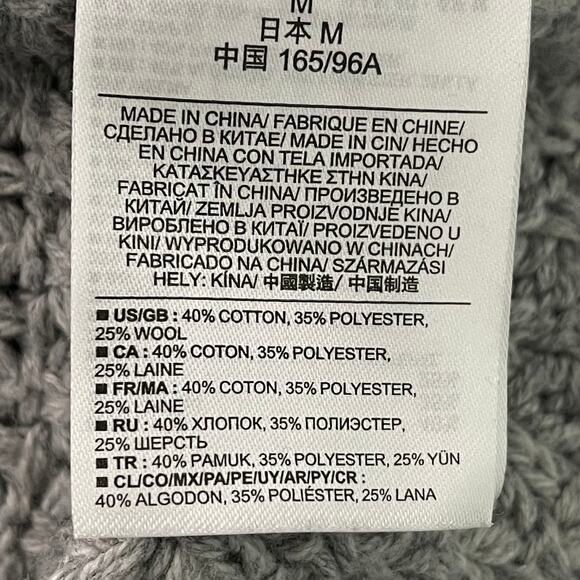 M
日本 M
中国 165/96A
MADE IN CHINA/ FABRIQUE EN CHINE/
СДЕЛАНО В КИТАЕ/ MADE IN CIN/ HECHO
EN CHINA CON TELA IMPORTADA/
ΚΑΤΑΣΚΕΥΑΣΤΗΚΕ ΣΤΗΝ ΚΙΝΑ/
FABRICAT ÎN CHINA/ ПРОИЗВЕДЕНО В
КИТАЙ/ ZEMLJA PROIZVODNJE KINA/
ВИРОБЛЕНО В КИТАЇ/ PROIZVEDENO U
KINI/ WYPRODUKOWANO W CHINACH/
FABRICADO NA CHINA/ SZÁRMAZÁSI
HELY: KÍNA/ 中國製造/ 中国制造
■ US/GB : 40% COTTON, 35% POLYESTER,
25% WOOL
■ CA : 40% COTON, 35% POLYESTER,
25% LAINE
■ FR/MA : 40% COTON, 35% POLYESTER,
25% LAINE
■ RU : 40% ХЛОПОК, 35% ПОЛИЭСТЕР,
25% ШЕРСТЬ
■ TR : 40% PAMUK, 35% POLYESTER, 25% YÜN
■ CL/CO/MX/PA/PE/UY/AR/PY/CR :
40% ALGODON, 35% POLIÉSTER, 25% LANA